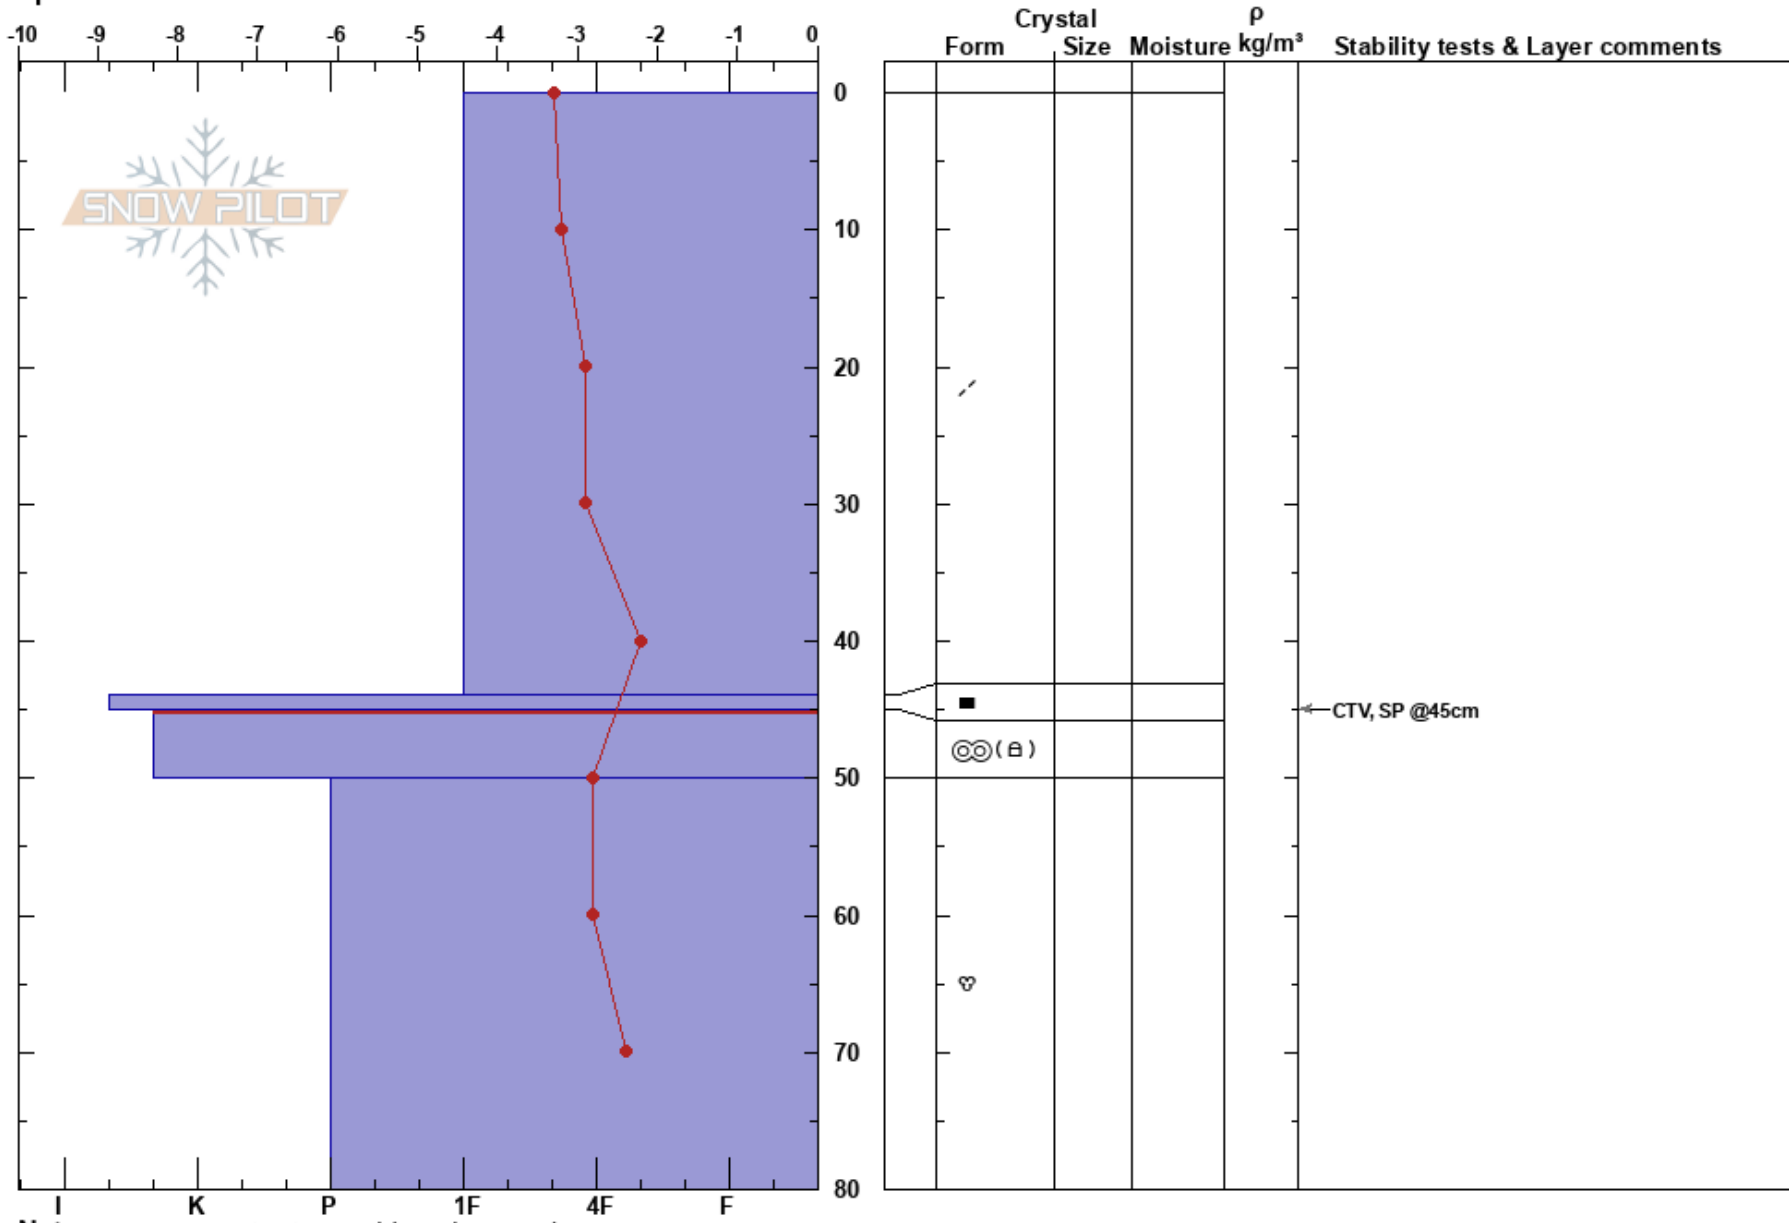 Crystal
ρ
-10 -9 -8 -7 -6 -5 -4 -3 -2 -1 0
Form Size Moisture kg/m³ Stability tests & Layer comments
0
SNOW PILOT
10
20
30
40
CTV, SP @45cm
(A)
50
60
70
80
I K P 1F 4F F